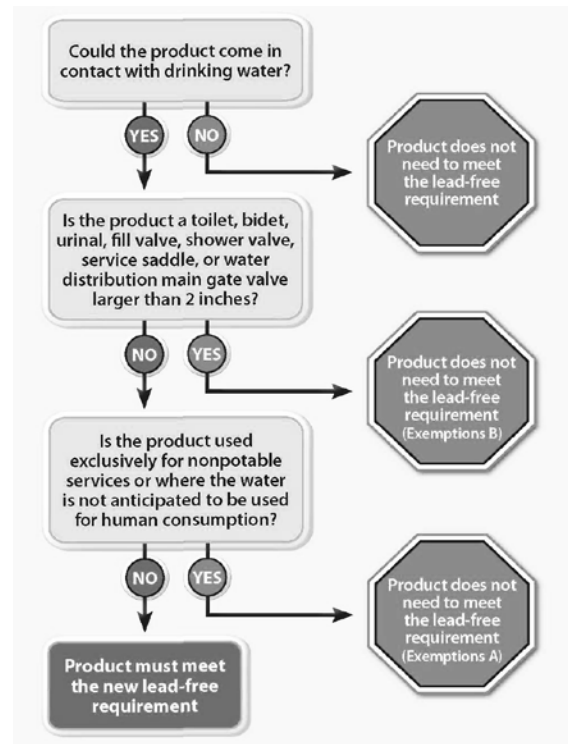 Could the product come in
contact with drinking water?
YES
NO
Product does not
need to meet
the lead-free
requirement
Is the product a toilet, bidet,
urinal, fill valve, shower valve,
service saddle, or water
distribution main gate valve
larger than 2 inches?
NO
YES
Product does not
need to meet
the lead-free
requirement
(Exemptions B)
Is the product used
exclusively for nonpotable
services or where the water
is not anticipated to be used
for human consumption?
NO
YES
Product does not
need to meet
the lead-free
requirement
(Exemptions A)
Product must meet
the new lead-free
requirement